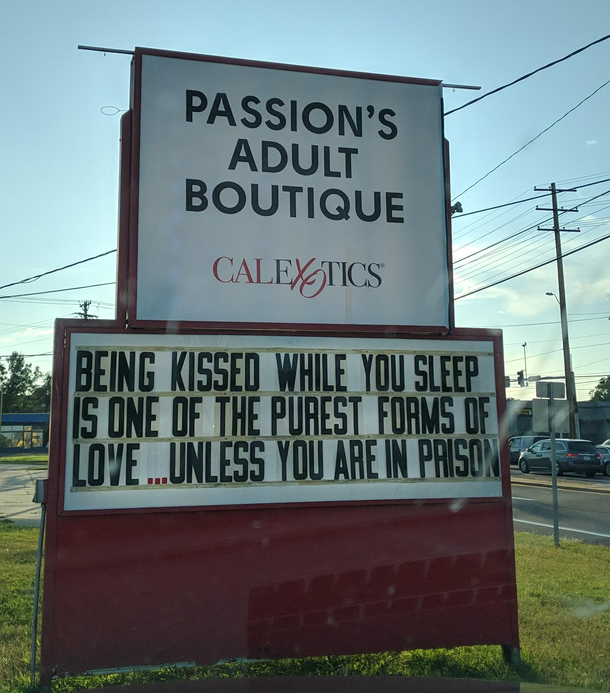 PASSION'S
ADULT
BOUTIQUE
CALEXOTICS®
BEING KISSED WHILE YOU SLEEP
IS ONE OF THE PUREST FORMS OF
LOVE ...UNLESS YOU ARE IN PRISON